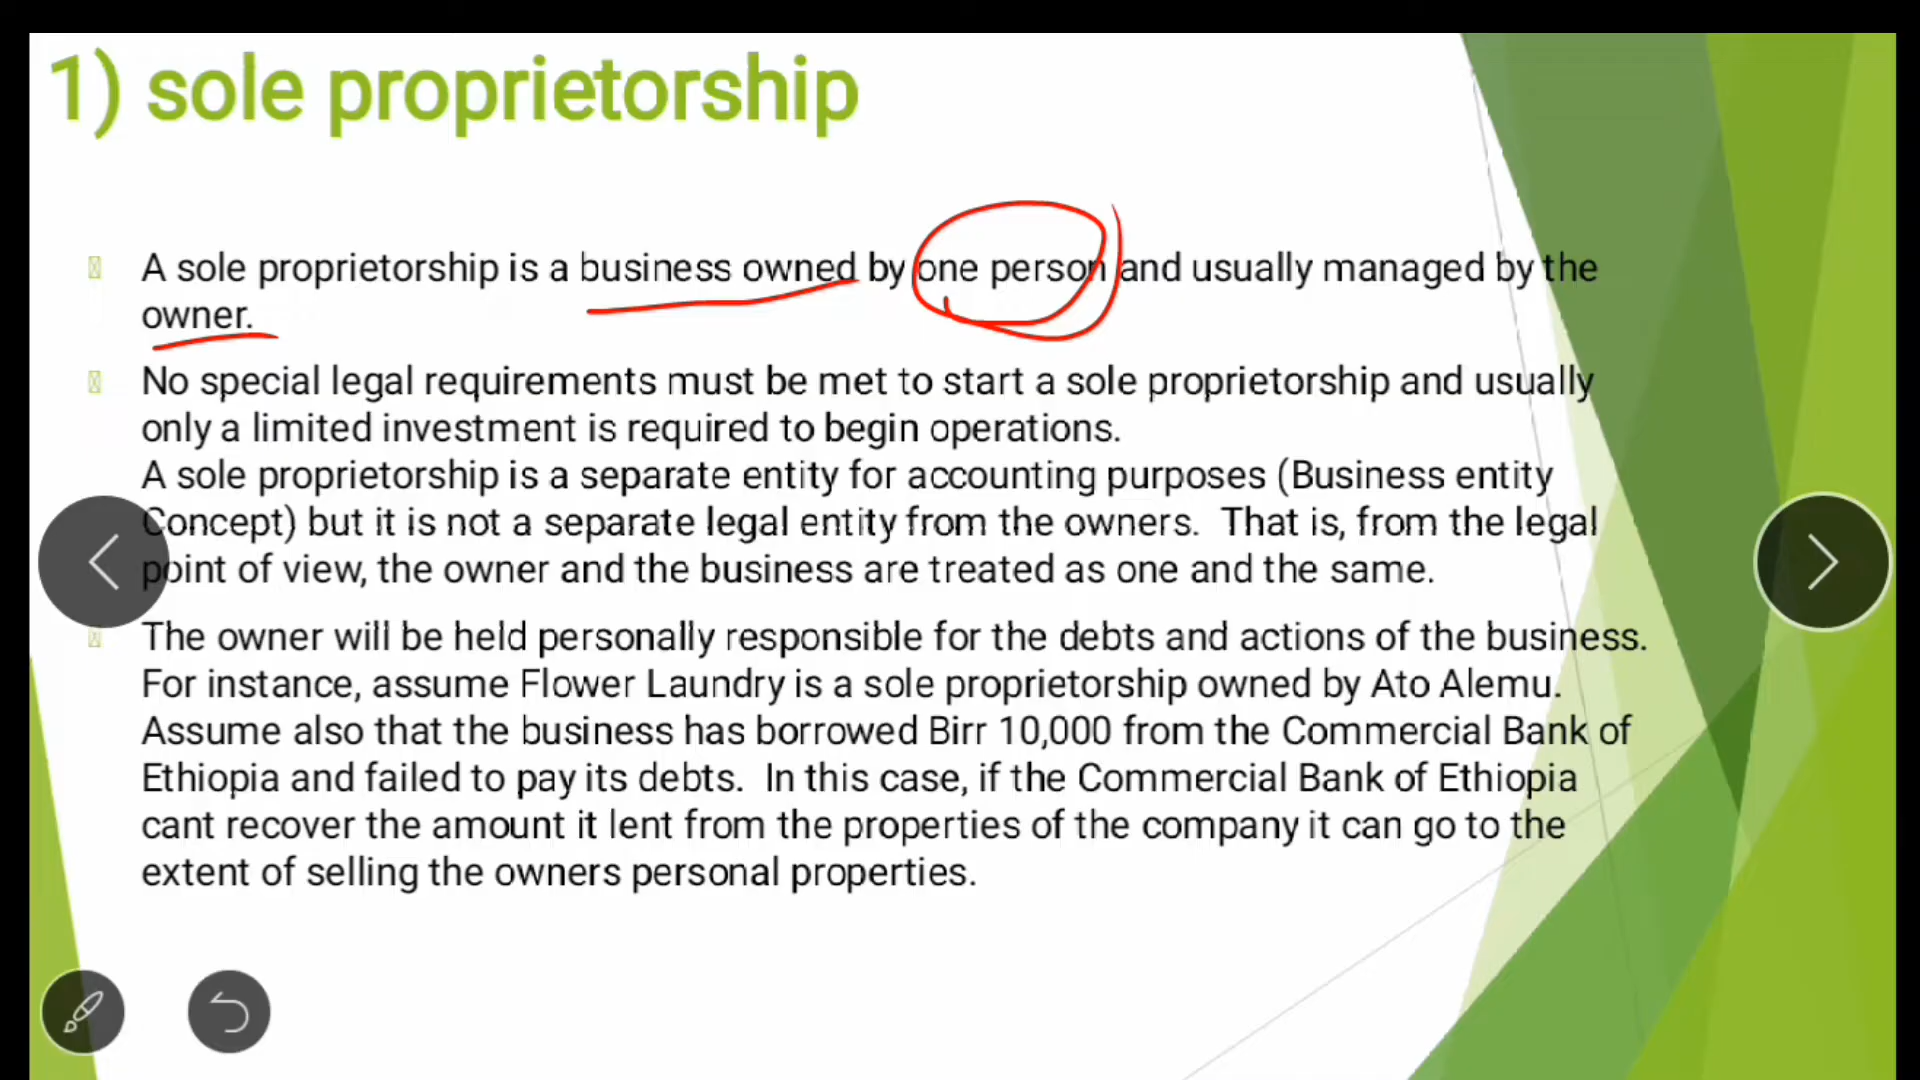 1) sole proprietorship
A sole proprietorship is a business owned by one person and usually managed by the
owner.
No special legal requirements must be met to start a sole proprietorship and usually
only a limited investment is required to begin operations.
A sole proprietorship is a separate entity for accounting purposes (Business entity
Concept) but it is not a separate legal entity from the owners. That is, from the legal
point of view, the owner and the business are treated as one and the same.
The owner will be held personally responsible for the debts and actions of the business.
For instance, assume Flower Laundry is a sole proprietorship owned by Ato Alemu.
Assume also that the business has borrowed Birr 10,000 from the Commercial Bank of
Ethiopia and failed to pay its debts. In this case, if the Commercial Bank of Ethiopia
cant recover the amount it lent from the properties of the company it can go to the
extent of selling the owners personal properties.